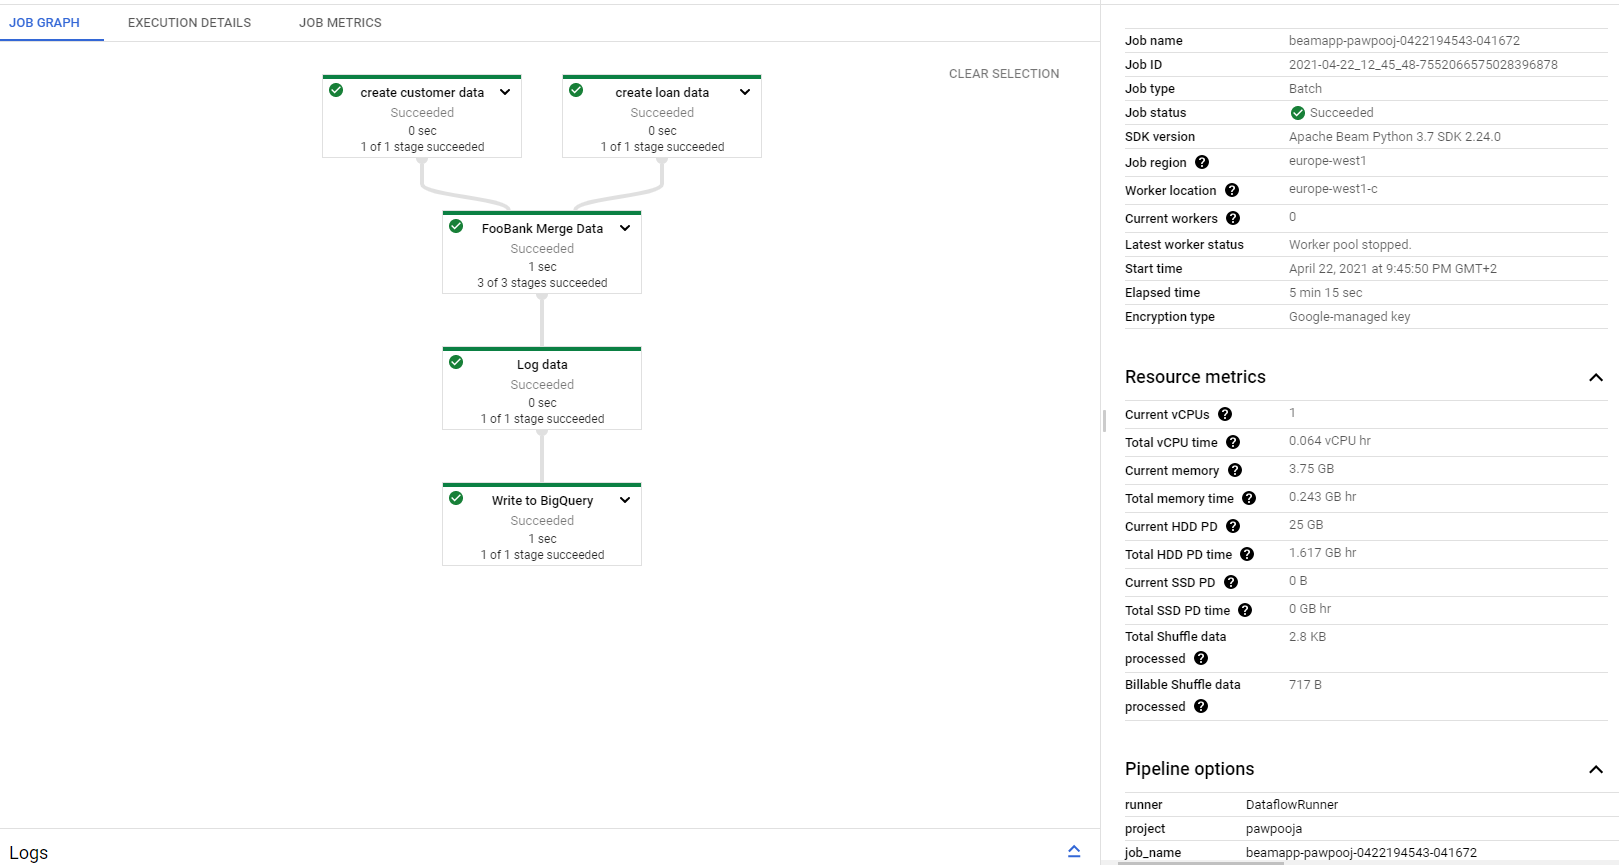 JOB GRAPH EXECUTION DETAILS JOB METRICS
CLEAR SELECTION
create customer data
Succeeded
0 sec
1 of 1 stage succeeded
create loan data
Succeeded
0 sec
1 of 1 stage succeeded
FooBank Merge Data
Succeeded
1 sec
3 of 3 stages succeeded
Log data
Succeeded
0 sec
1 of 1 stage succeeded
Write to BigQuery
Succeeded
1 sec
1 of 1 stage succeeded
Logs
Job name beamapp-pawpooj-0422194543-041672
Job ID 2021-04-22_12_45_48-7552066575028396878
Job type Batch
Job status Succeeded
SDK version Apache Beam Python 3.7 SDK 2.24.0
Job region ? europe-west1
Worker location ? europe-west1-c
Current workers ? 0
Latest worker status Worker pool stopped.
Start time April 22, 2021 at 9:45:50 PM GMT+2
Elapsed time 5 min 15 sec
Encryption type Google-managed key
Resource metrics
Current vCPUs ? 1
Total vCPU time ? 0.064 vCPU hr
Current memory ? 3.75 GB
Total memory time ? 0.243 GB hr
Current HDD PD ? 25 GB
Total HDD PD time ? 1.617 GB hr
Current SSD PD ? 0 B
Total SSD PD time ? 0 GB hr
Total Shuffle data 2.8 KB
processed ?
Billable Shuffle data 717 B
processed ?
Pipeline options
runner DataflowRunner
project pawpooja
job_name beamapp-pawpooj-0422194543-041672